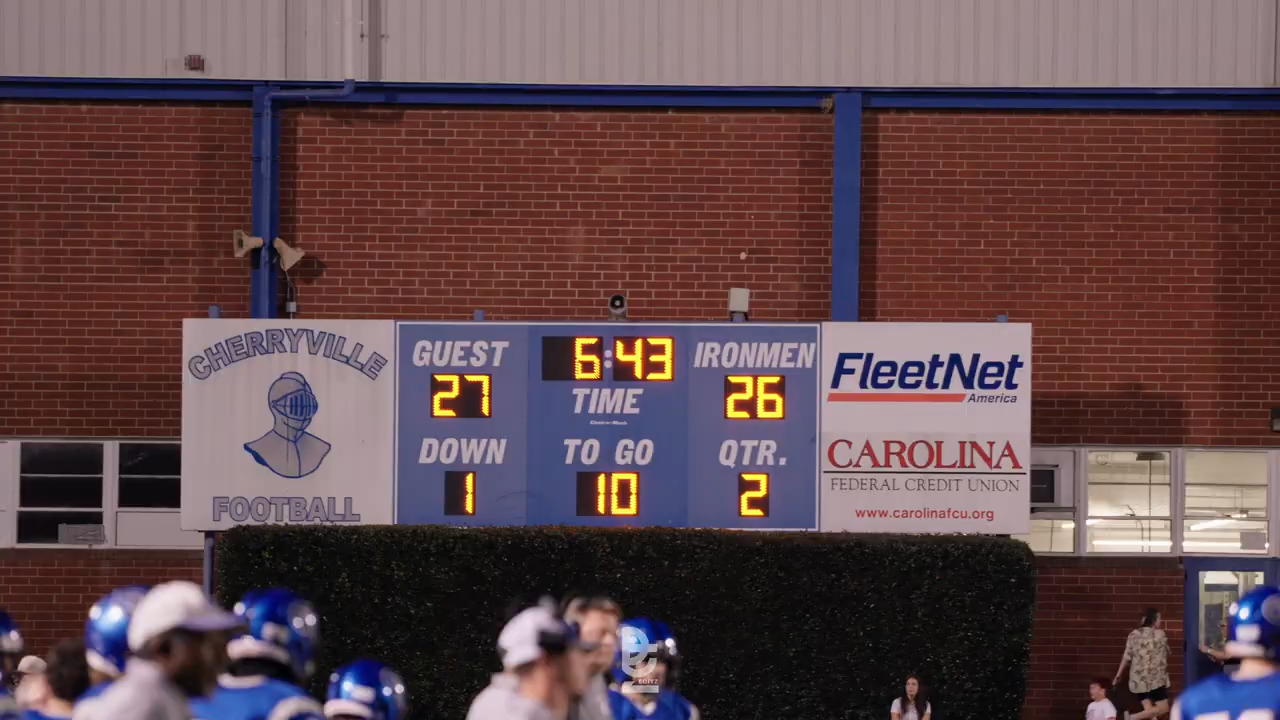 CHERRYVILLE
FOOTBALL
GUEST
27
6:43
TIME
IRONMEN
26
DOWN
1
TO GO
10
QTR.
2
FleetNet
America
CAROLINA
FEDERAL CREDIT UNION
www.carolinafcu.org